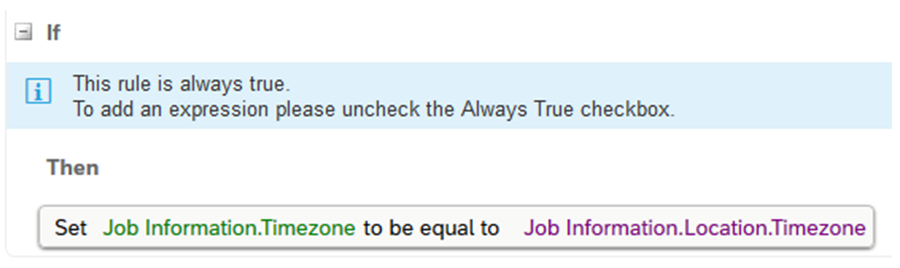 If
This rule is always true.
To add an expression please uncheck the Always True checkbox.
Then
Set Job Information.Timezone to be equal to Job Information.Location.Timezone